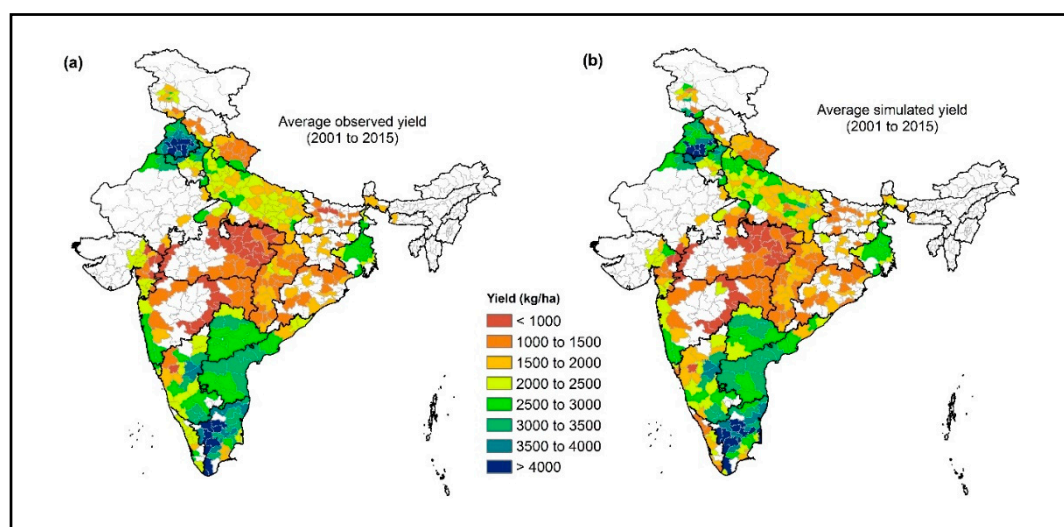 (a)
Average observed yield
(2001 to 2015)
(b)
Average simulated yield
(2001 to 2015)
Yield (kg/ha)
< 1000
1000 to 1500
1500 to 2000
2000 to 2500
2500 to 3000
3000 to 3500
3500 to 4000
> 4000